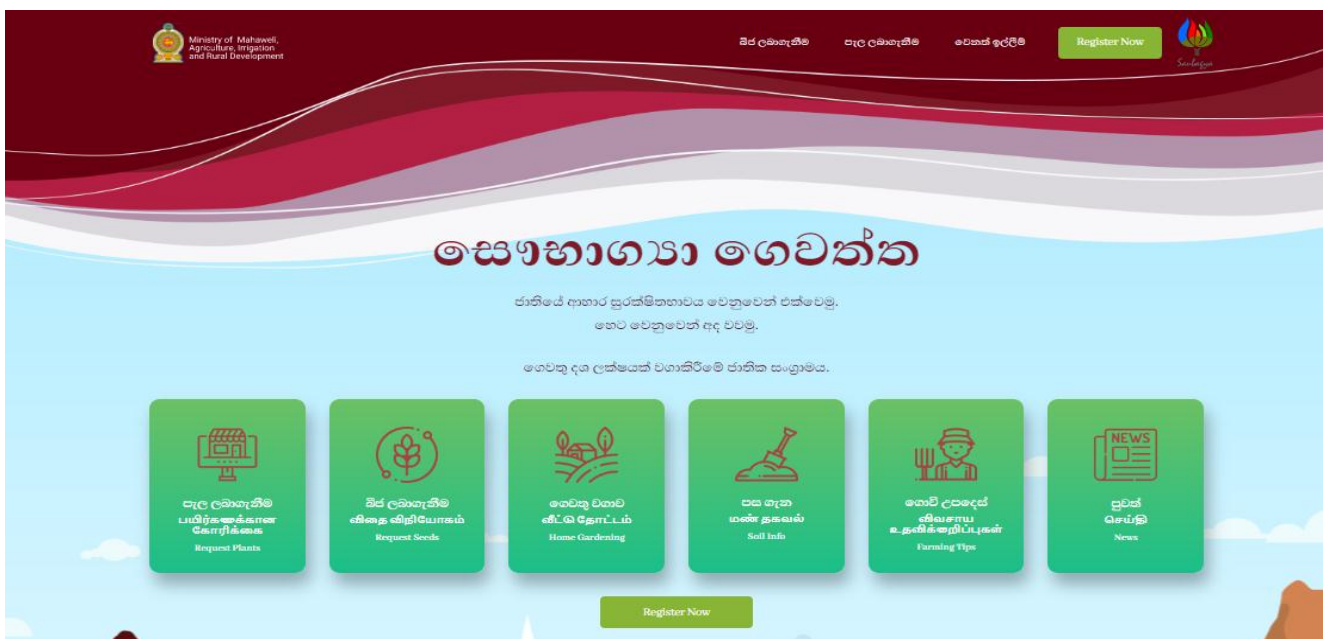 Ministry of Mahaweli,
Agriculture, Irrigation
and Rural Development
බීජ ලබාගැනීම
පැල ලබාගැනීම
වෙනත් ඉල්ලීම්
Register Now
සෞභාග්‍යා ගෙවත්ත
ජාතියේ ආහාර සුරක්ෂිතභාවය වෙනුවෙන් එක්වෙමු.
හෙට වෙනුවෙන් අද වවමු.
ගෙවතු දශ ලක්ෂයක් වගාකිරීමේ ජාතික සංග්‍රාමය.
පැල ලබාගැනීම
பயிர்களுக்கான
கோரிக்கை
Request Plants
බීජ ලබාගැනීම
விதை விநியோகம்
Request Seeds
ගෙවතු වගාව
வீட்டு தோட்டம்
Home Gardening
පස ගැන
மண் தகவல்
Soil Info
ගොවි උපදෙස්
விவசாய
உதவிக்குறிப்புகள்
Farming Tips
NEWS
පුවත්
செய்தி
News
Register Now